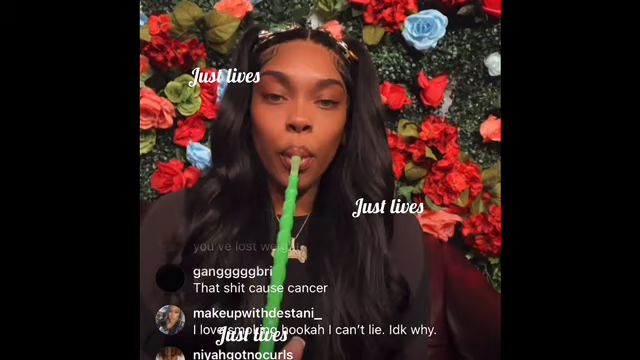 Just lives
Just lives
you've lost
gangggggbri
That shit cause cancer
makeupwithdestani_
I love smoking hookah I can't lie. Idk why.
Just lives
niyahgotnocurls